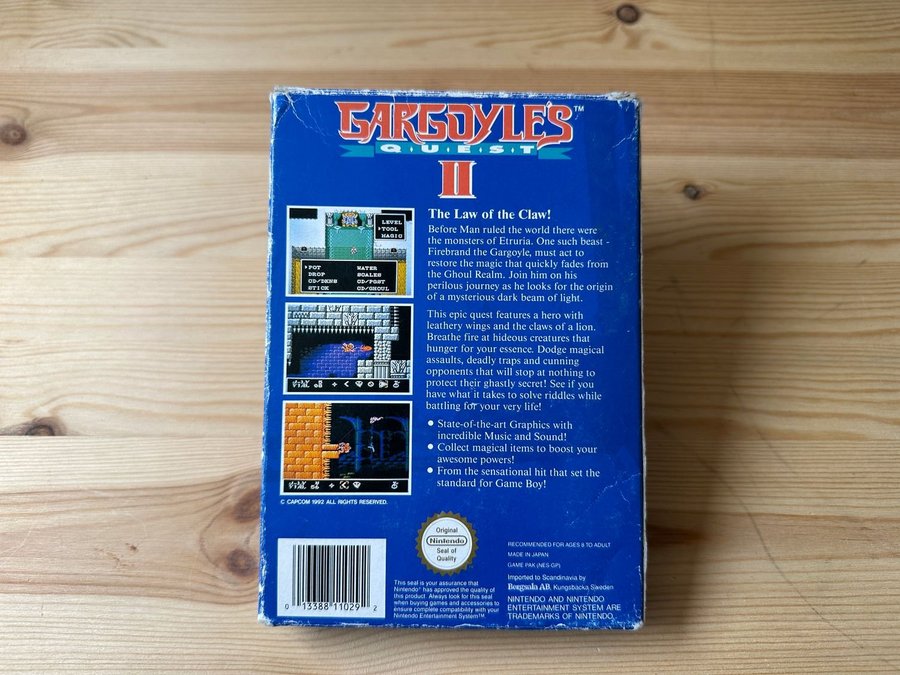 GARGOYLE'S™
QUEST
II
The Law of the Claw!
Before Man ruled the world there were
the monsters of Etruria. One such beast -
Firebrand the Gargoyle, must act to
restore the magic that quickly fades from
the Ghoul Realm. Join him on his
perilous journey as he looks for the origin
of a mysterious dark beam of light.
This epic quest features a hero with
leathery wings and the claws of a lion.
Breathe fire at hideous creatures that
hunger for your essence. Dodge magical
assaults, deadly traps and cunning
opponents that will stop at nothing to
protect their ghastly secret! See if you
have what it takes to solve riddles while
battling for your very life!
• State-of-the-art Graphics with
incredible Music and Sound!
• Collect magical items to boost your
awesome powers!
• From the sensational hit that set the
standard for Game Boy!
LEVEL
TOOL
MAGIC
POT WATER
DROP SCALES
CD/DKNS CD/PGST
STICK CD/GHOUL
© CAPCOM 1992 ALL RIGHTS RESERVED.
0 13388 11029 2
Original
Nintendo
Seal of
Quality
This seal is your assurance that
Nintendo® has approved the quality of
this product. Always look for this seal
when buying games and accessories to
ensure complete compatibility with your
Nintendo Entertainment System™.
RECOMMENDED FOR AGES 8 TO ADULT
MADE IN JAPAN
GAME PAK (NES-GP)
Imported to Scandinavia by
Bergsala AB, Kungsbacka Sweden
NINTENDO AND NINTENDO
ENTERTAINMENT SYSTEM ARE
TRADEMARKS OF NINTENDO